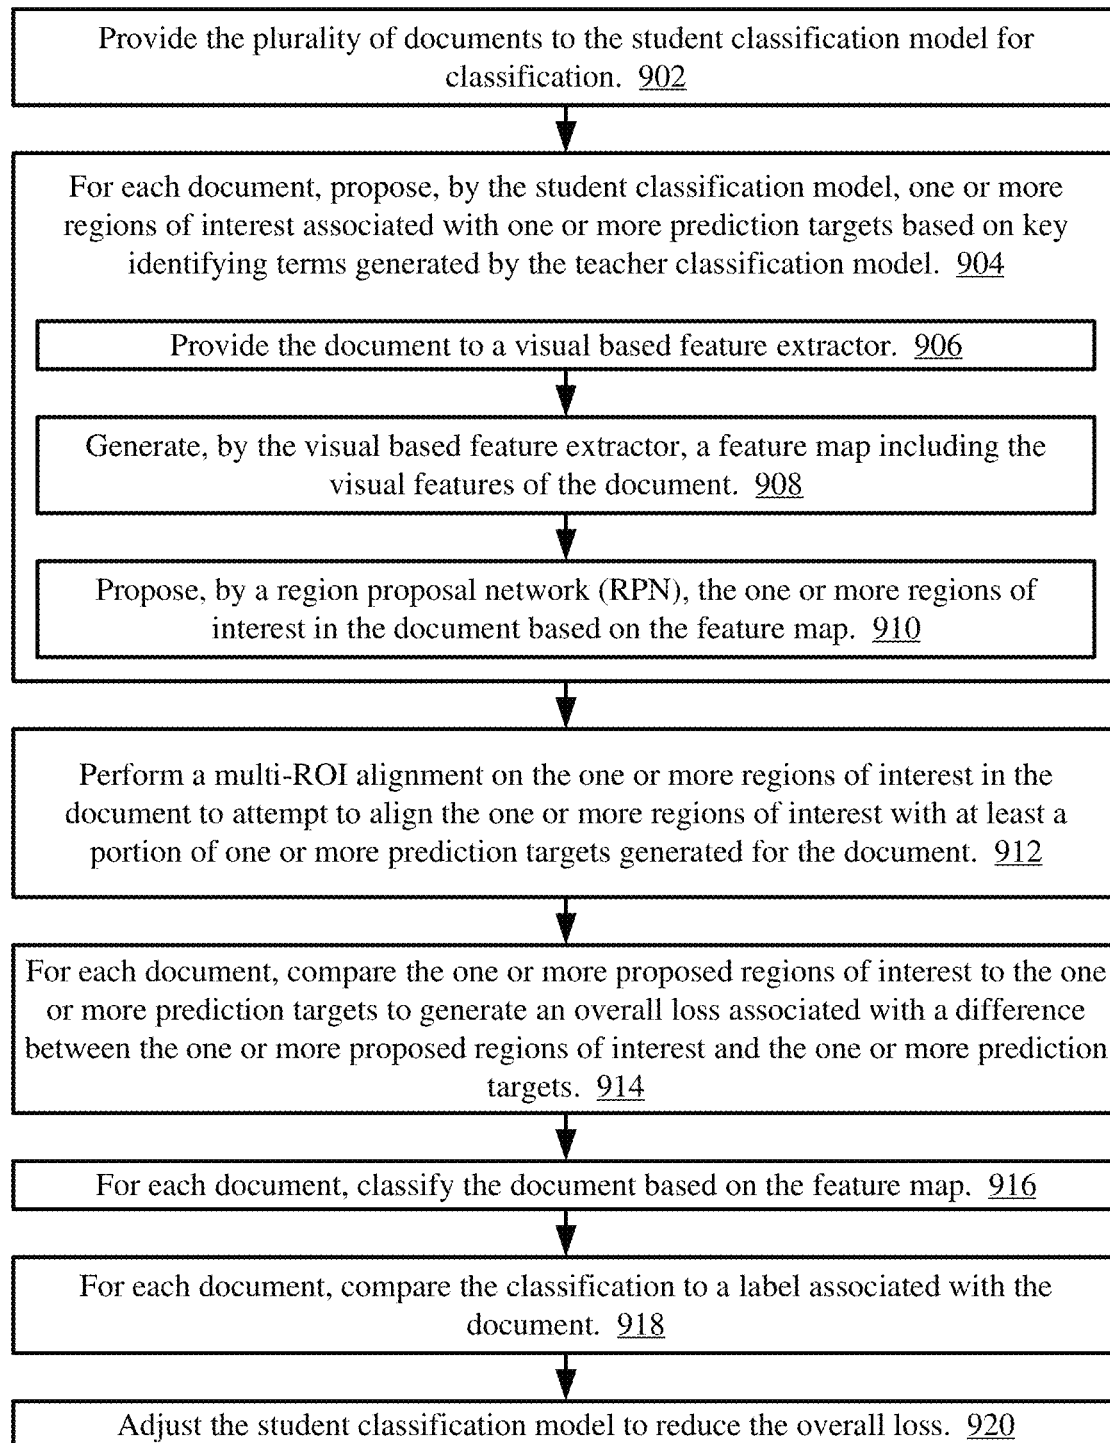 Provide the plurality of documents to the student classification model for
classification. 902
For each document, propose, by the student classification model, one or more
regions of interest associated with one or more prediction targets based on key
identifying terms generated by the teacher classification model. 904
Provide the document to a visual based feature extractor. 906
Generate, by the visual based feature extractor, a feature map including the
visual features of the document. 908
Propose, by a region proposal network (RPN), the one or more regions of
interest in the document based on the feature map. 910
Perform a multi-ROI alignment on the one or more regions of interest in the
document to attempt to align the one or more regions of interest with at least a
portion of one or more prediction targets generated for the document. 912
For each document, compare the one or more proposed regions of interest to the one
or more prediction targets to generate an overall loss associated with a difference
between the one or more proposed regions of interest and the one or more prediction
targets. 914
For each document, classify the document based on the feature map. 916
For each document, compare the classification to a label associated with the
document. 918
Adjust the student classification model to reduce the overall loss. 920